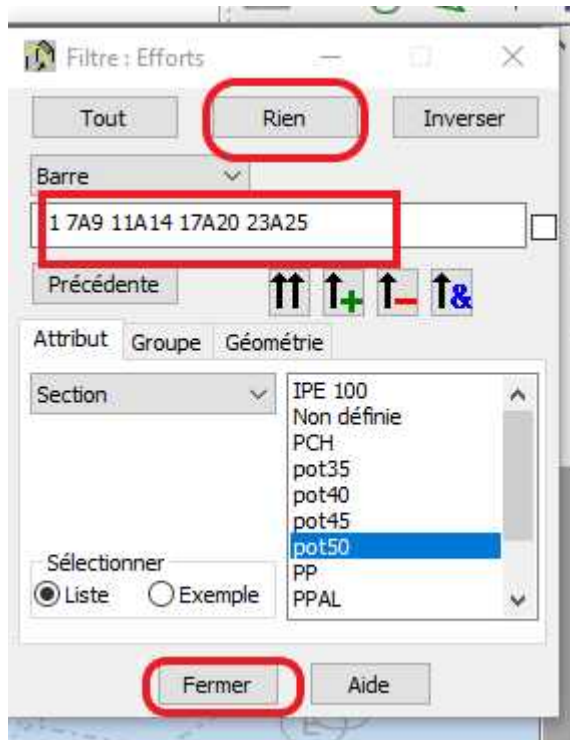 Filtre : Efforts
Tout Rien Inverser
Barre
1 7A9 11A14 17A20 23A25
Précédente
Attribut Groupe Géométrie
Section
IPE 100
Non définie
PCH
pot35
pot40
pot45
pot50
PP
PPAL
Sélectionner
Liste Exemple
Fermer Aide